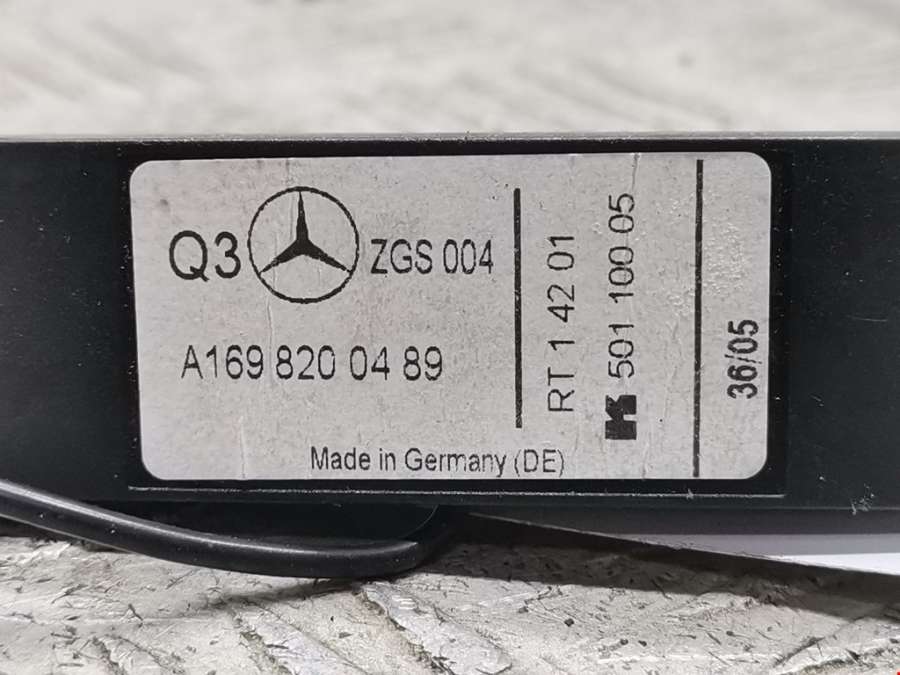 Q3 ZGS 004
A169 820 04 89
Made in Germany (DE)
RT 1 42 01
K 501 100 05
36/05